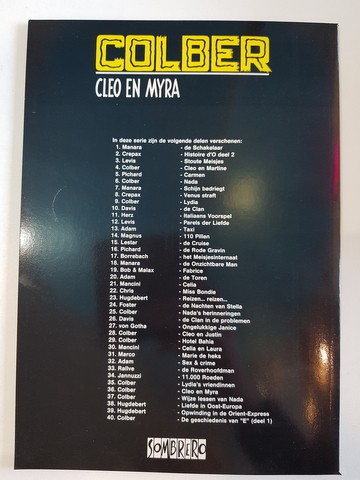 COLBER
CLEO EN MYRA
In deze serie zijn de volgende delen verschenen:
1. Manara - de Schakelaar
2. Crepax - Histoire d'O deel 2
3. Levis - Stoute Meisjes
4. Colber - Cleo en Martine
5. Pichard - Carmen
6. Colber - Nada
7. Manara - Schijn bedriegt
8. Crepax - Venus straft
9. Colber - Lydia
10. Davis - de Clan
11. Herz - Italiaans Voorspel
12. Levis - Parels der Liefde
13. Adam - Taxi
14. Magnus - 110 Pillen
15. Lestar - de Cruise
16. Pichard - de Rode Gravin
17. Borrebach - het Meisjesinternaat
18. Manara - de Onzichtbare Man
19. Bob & Malax - Fabrice
20. Adam - de Toren
21. Mancini - Celia
22. Chris - Miss Bondie
23. Hugdebert - Reizen... reizen...
24. Foster - de Nachten van Stella
25. Colber - Nada's herinneringen
26. Davis - de Clan in de problemen
27. von Gotha - Ongelukkige Janice
28. Colber - Cleo en Justin
29. Colber - Hotel Bahia
30. Mancini - Celia en Laura
31. Marco - Marie de heks
32. Adam - Sex & crime
33. Rallve - de Roverhoofdman
34. Jannuzzi - 11.000 Roeden
35. Colber - Lydia's vriendinnen
36. Colber - Cleo en Myra
37. Colber - Wijze lessen van Nada
38. Hugdebert - Liefde in Oost-Europa
39. Hugdebert - Opwinding in de Orient-Express
40. Colber - De geschiedenis van "E" (deel 1)
SOMBRERO